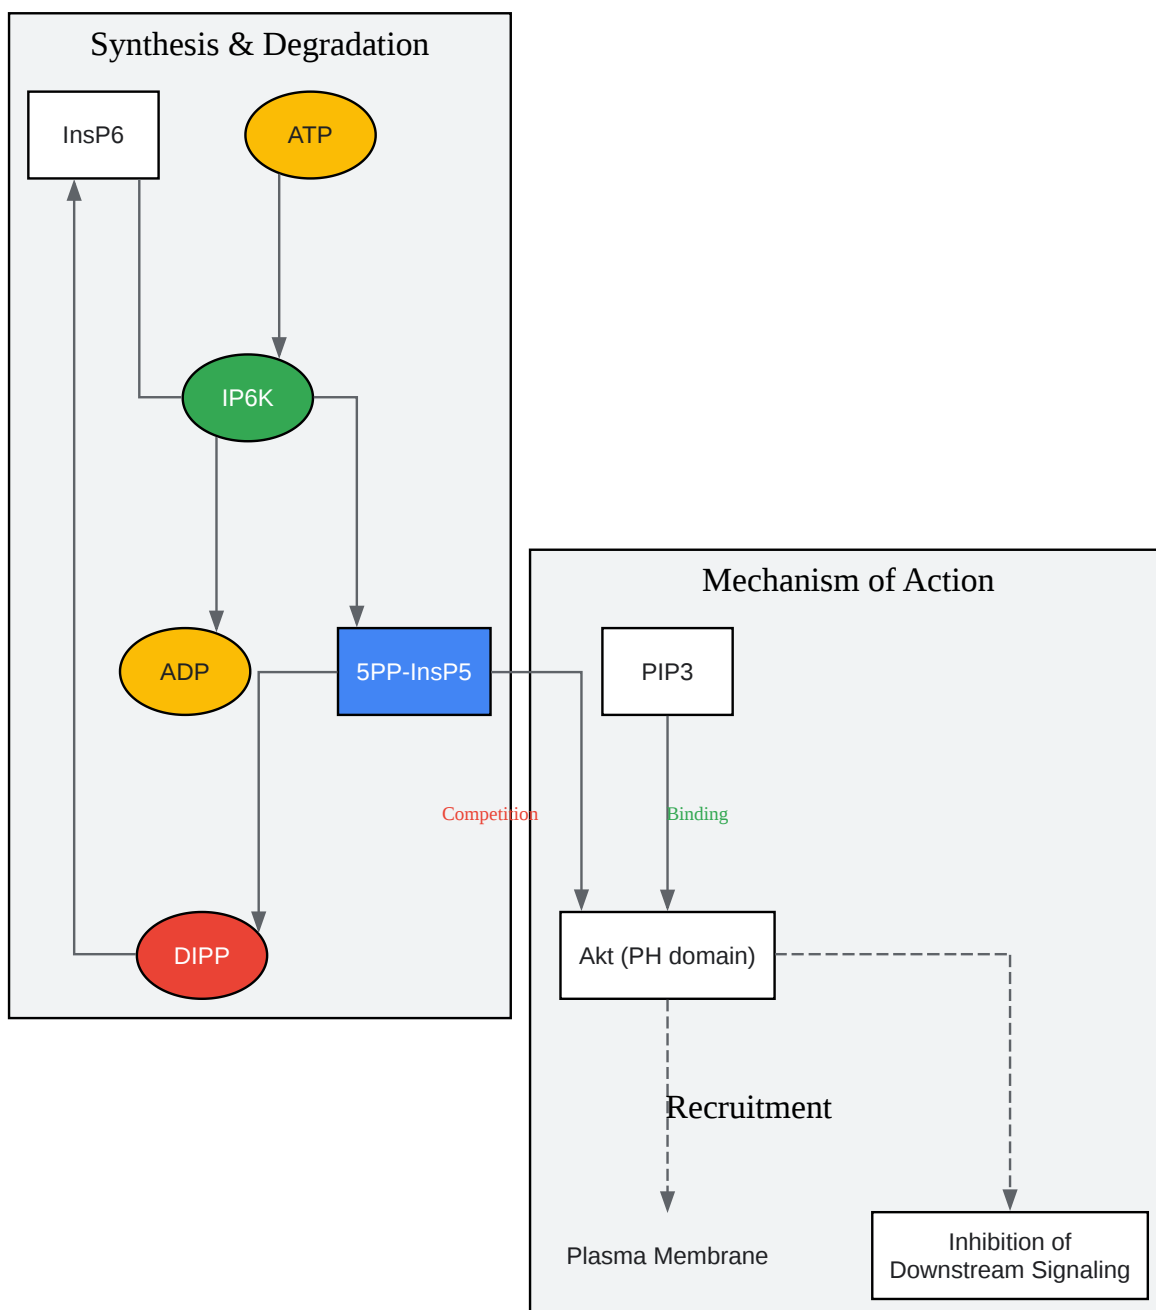 Synthesis & Degradation
InsP6
ATP
IP6K
ADP
5PP-InsP5
DIPP
Mechanism of Action
PIP3
Competition
Binding
Akt (PH domain)
Recruitment
Plasma Membrane
Inhibition of
Downstream Signaling